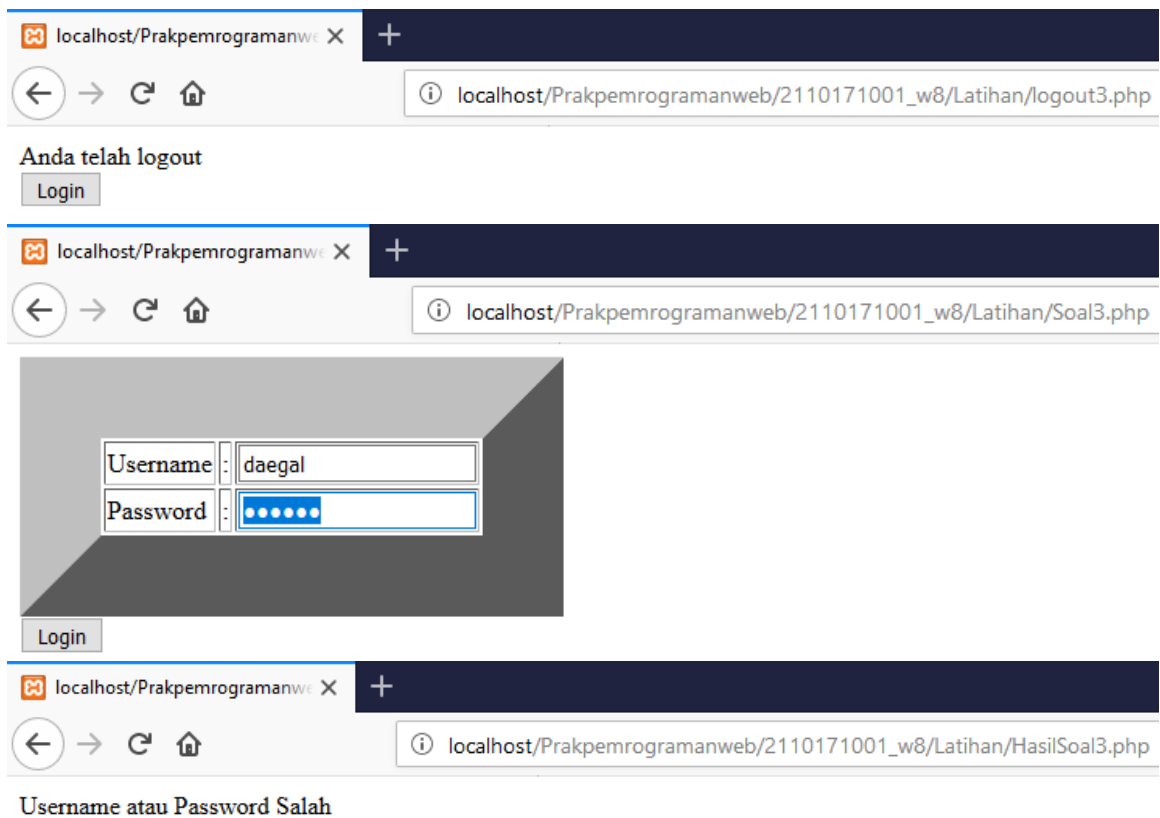 localhost/Prakpemrogramanwe
localhost/Prakpemrogramanweb/2110171001_w8/Latihan/logout3.php
Anda telah logout
Login
localhost/Prakpemrogramanwe
localhost/Prakpemrogramanweb/2110171001_w8/Latihan/Soal3.php
Username : daegal
Password : ••••••
Login
localhost/Prakpemrogramanwe
localhost/Prakpemrogramanweb/2110171001_w8/Latihan/HasilSoal3.php
Username atau Password Salah